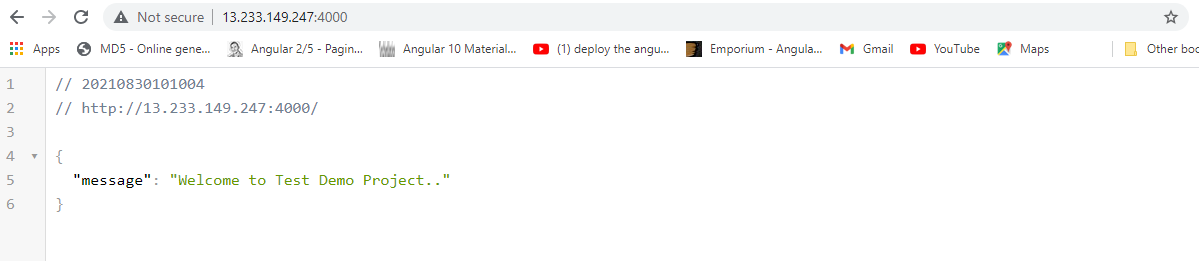 Not secure | 13.233.149.247:4000
Apps MD5 - Online gene... Angular 2/5 - Pagin... Angular 10 Material... (1) deploy the angu... Emporium - Angula... Gmail YouTube Maps Other boo
1 // 20210830101004
2 // http://13.233.149.247:4000/
3
4 {
5 "message": "Welcome to Test Demo Project.."
6 }